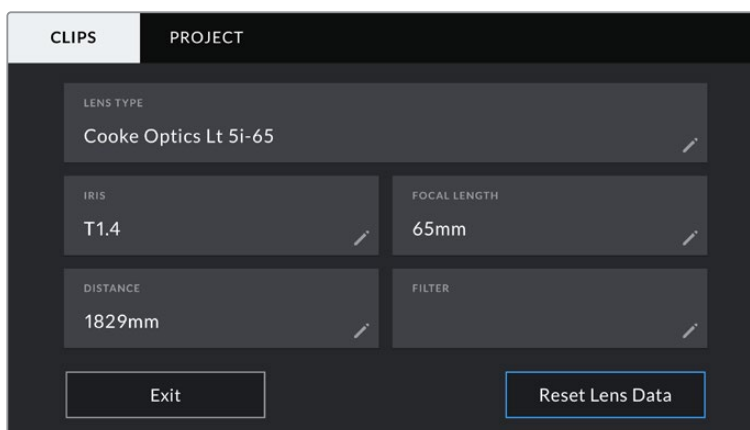 CLIPS PROJECT
LENS TYPE
Cooke Optics Lt 5i-65
IRIS FOCAL LENGTH
T1.4 65mm
DISTANCE FILTER
1829mm
Exit Reset Lens Data